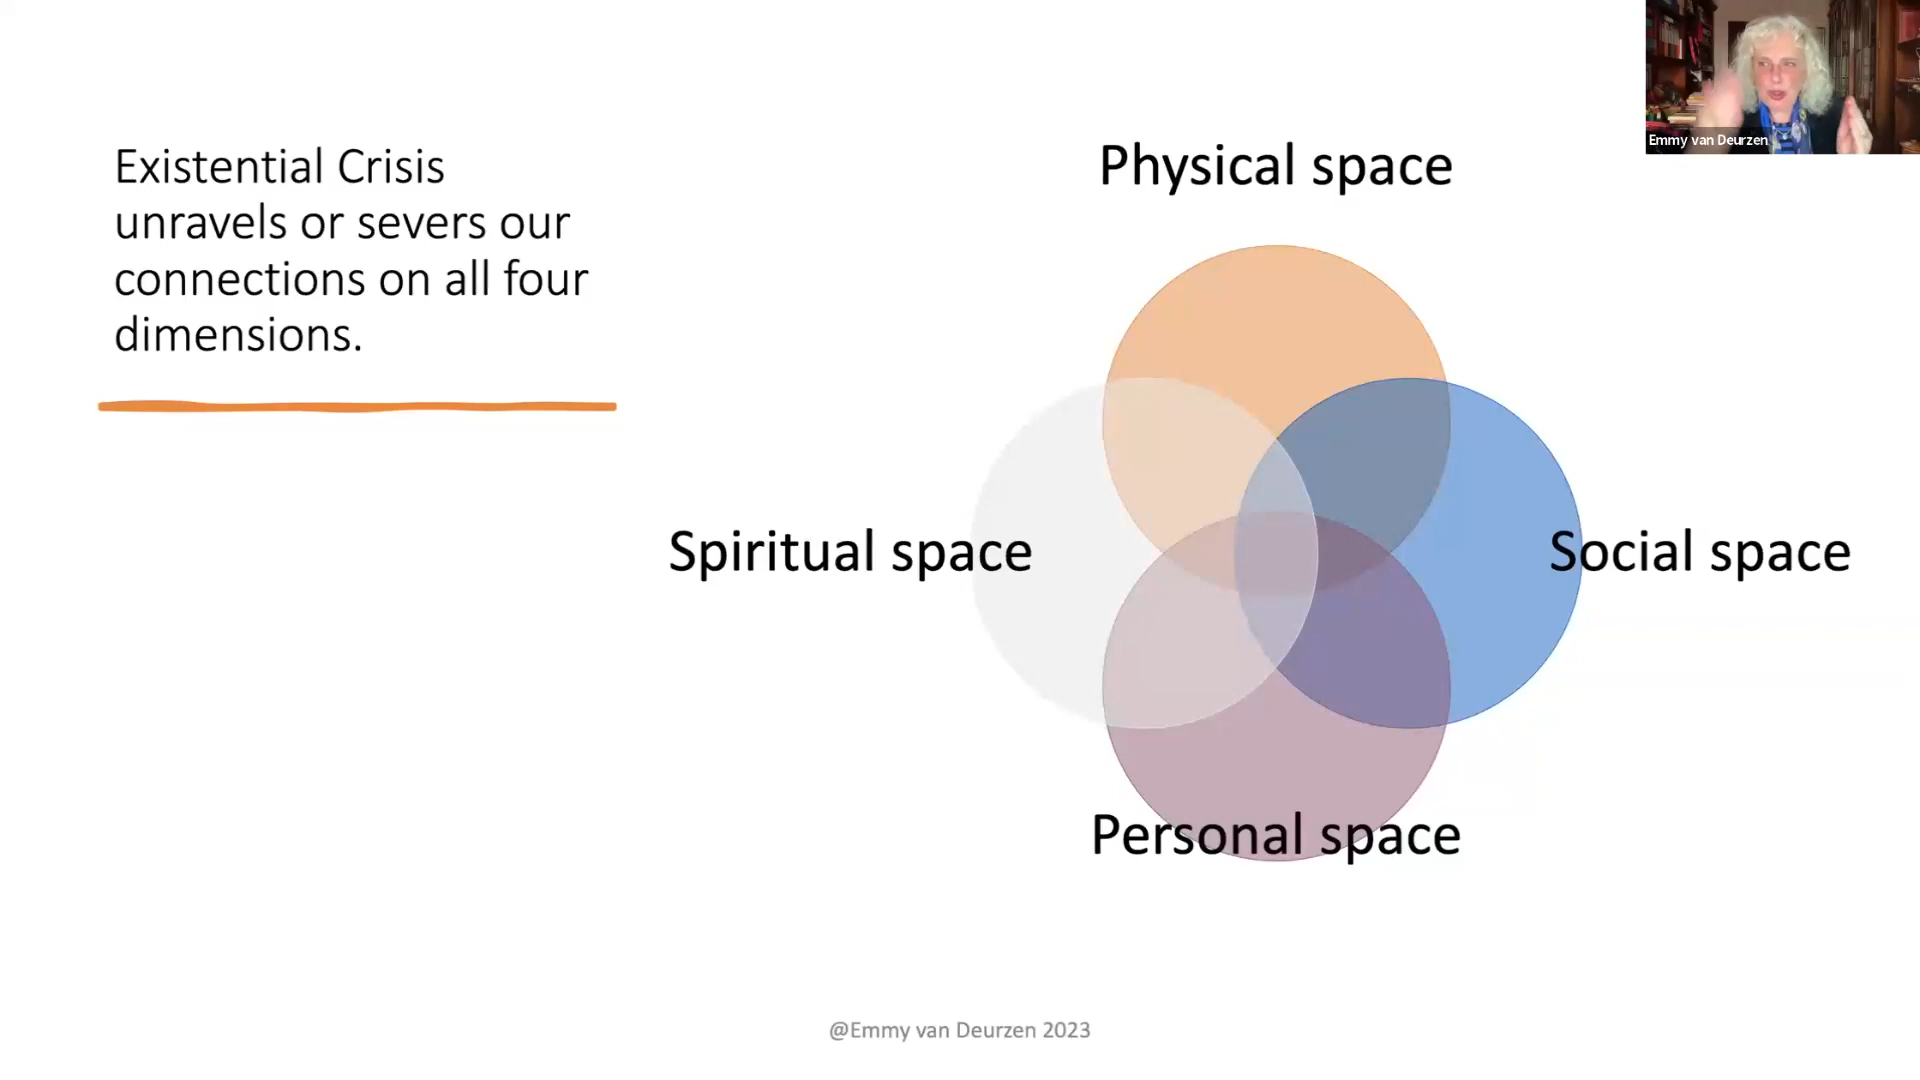 Existential Crisis
unravels or severs our
connections on all four
dimensions.
Physical space
Emmy van Deurzen
Spiritual space
Social space
Personal space
@Emmy van Deurzen 2023